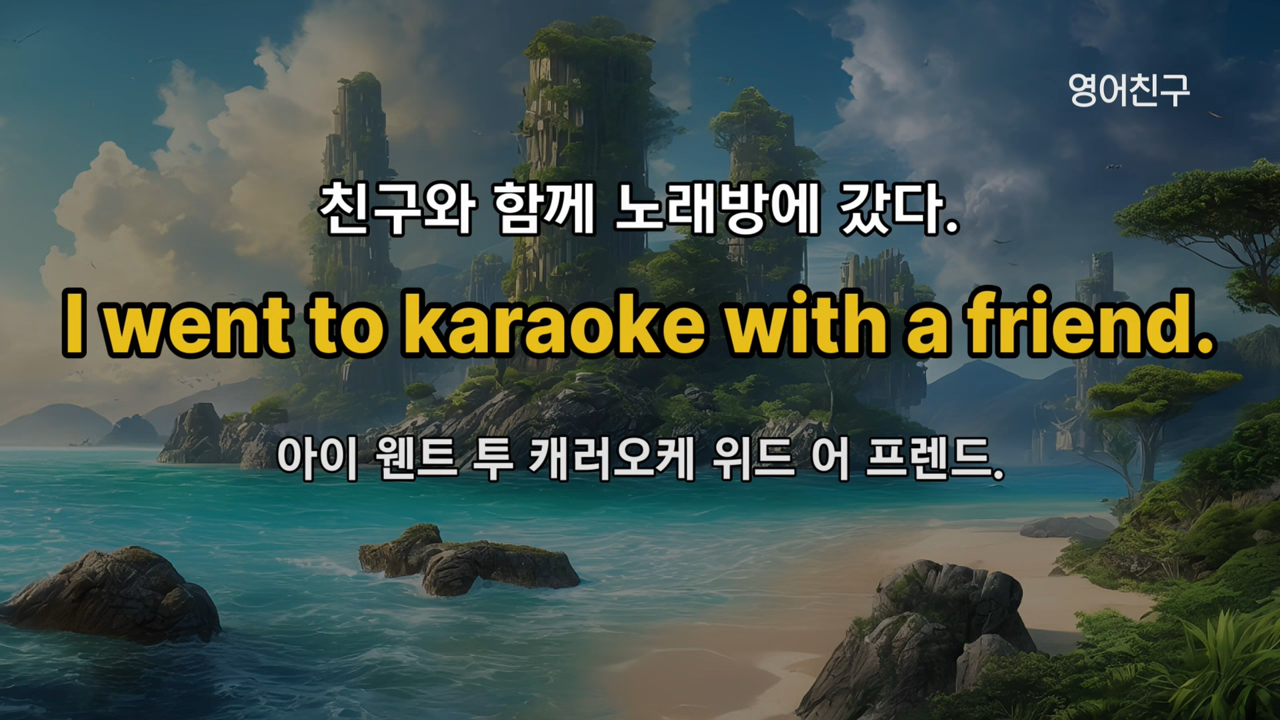 영어친구
친구와 함께 노래방에 갔다.
I went to karaoke with a friend.
아이 웬트 투 캐러오케 위드 어 프렌드.